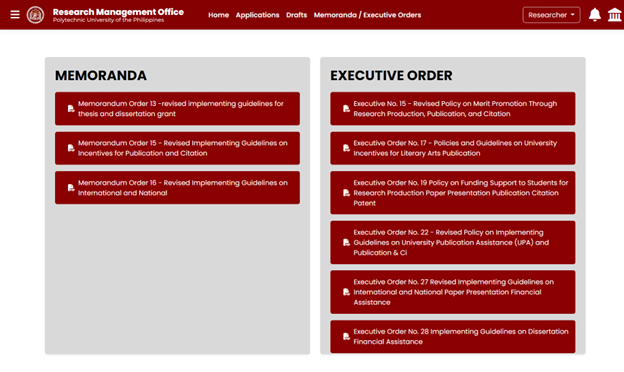 Research Management Office
Polytechnic University of the Philippines
Home Applications Drafts Memoranda / Executive Orders
Researcher
MEMORANDA
Memorandum Order 13 -revised implementing guidelines for
thesis and dissertation grant
Memorandum Order 15 - Revised Implementing Guidelines on
Incentives for Publication and Citation
Memorandum Order 16 - Revised Implementing Guidelines on
International and National
EXECUTIVE ORDER
Executive No. 15 - Revised Policy on Merit Promotion Through
Research Production, Publication, and Citation
Executive Order No. 17 - Policies and Guidelines on University
Incentives for Literary Arts Publication
Executive Order No. 19 Policy on Funding Support to Students for
Research Production Paper Presentation Publication Citation
Patent
Executive Order No. 22 - Revised Policy on Implementing
Guidelines on University Publication Assistance (UPA) and
Publication & Ci
Executive Order No. 27 Revised Implementing Guidelines on
International and National Paper Presentation Financial
Assistance
Executive Order No. 28 Implementing Guidelines on Dissertation
Financial Assistance